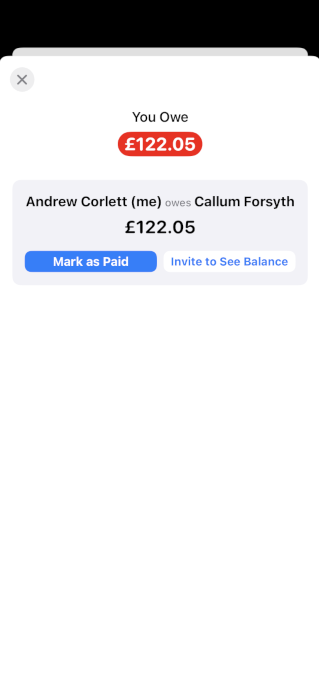 You Owe
£122.05
Andrew Corlett (me) owes Callum Forsyth
£122.05
Mark as Paid
Invite to See Balance